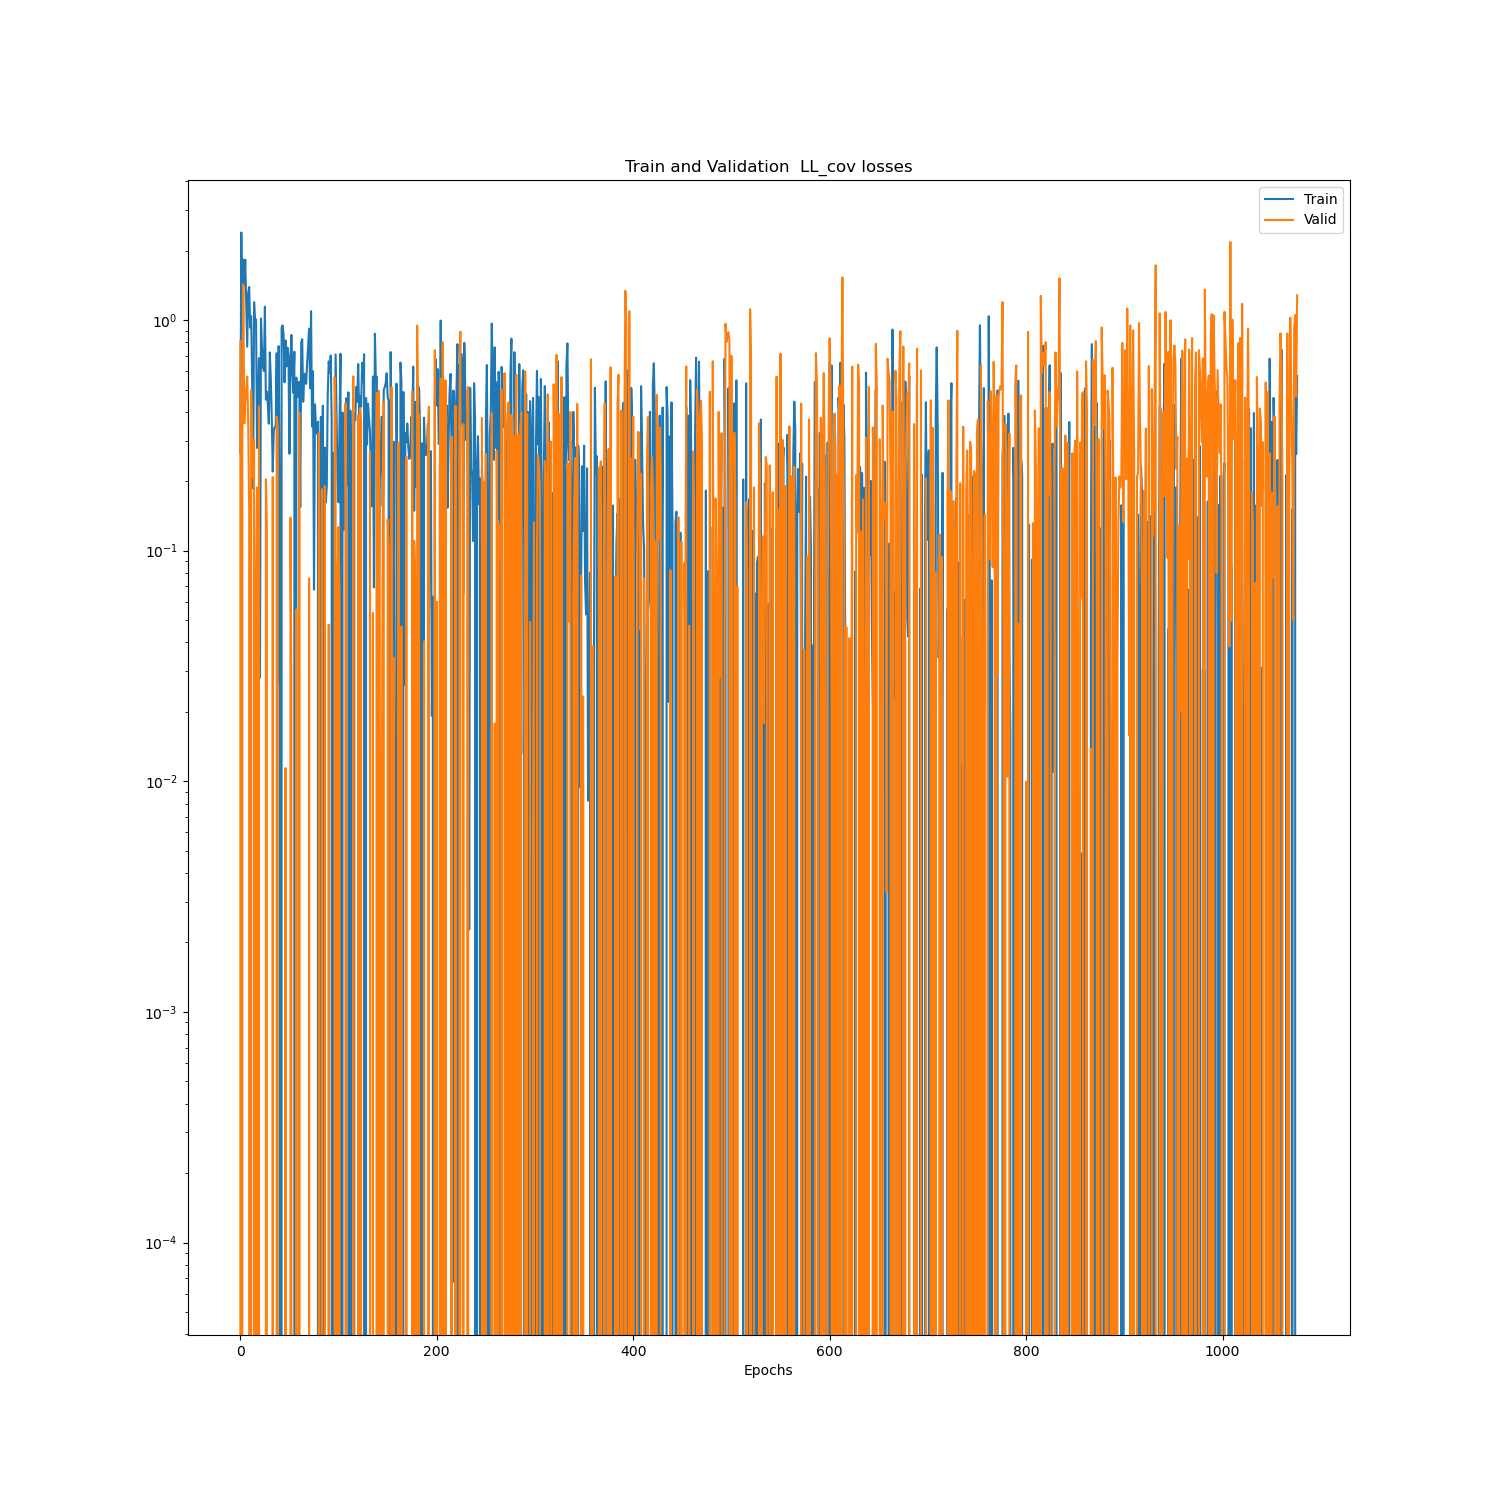 Train and Validation  LL_cov losses
Train
Valid
10⁰
10⁻¹
10⁻²
10⁻³
10⁻⁴
0 200 400 600 800 1000
Epochs